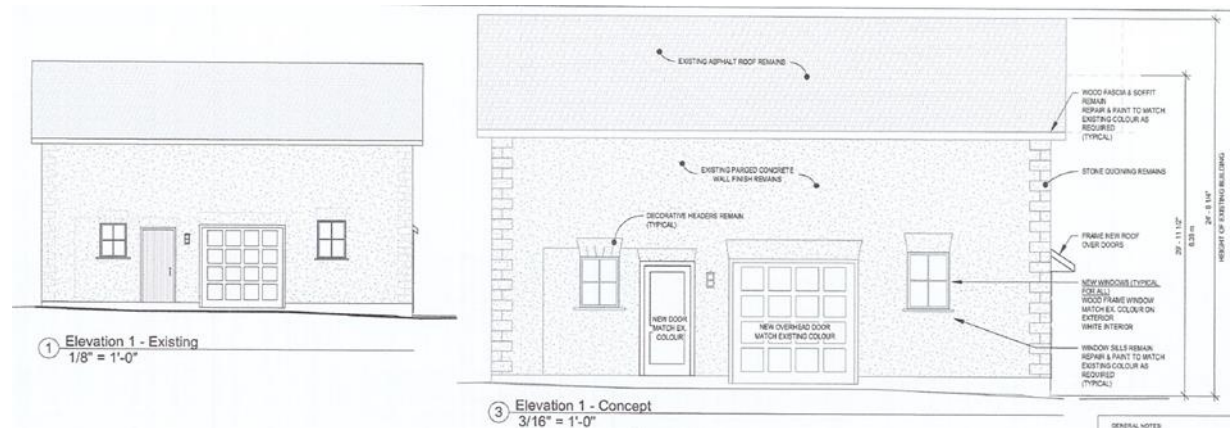 EXISTING ASPHALT ROOF REMAINS
WOOD FASCIA & SOFFIT
REMAIN
REPAIR & PAINT TO MATCH
EXISTING COLOUR AS
REQUIRED
(TYPICAL)
EXISTING PARGED CONCRETE
WALL FINISH REMAINS
STONE QUOINING REMAINS
DECORATIVE HEADERS REMAIN
(TYPICAL)
FRAME NEW ROOF
OVER DOORS
NEW WINDOWS (TYPICAL
FOR ALL)
WOOD FRAME WINDOW
MATCH EX. COLOUR ON
EXTERIOR
WHITE INTERIOR
NEW DOOR
MATCH EX.
COLOUR
NEW OVERHEAD DOOR
MATCH EXISTING COLOUR
WINDOW SILLS REMAIN
REPAIR & PAINT TO MATCH
EXISTING COLOUR AS
REQUIRED
(TYPICAL)
HEIGHT OF EXISTING BUILDING
1 Elevation 1 - Existing
1/8" = 1'-0"
3 Elevation 1 - Concept
3/16" = 1'-0"
GENERAL NOTES